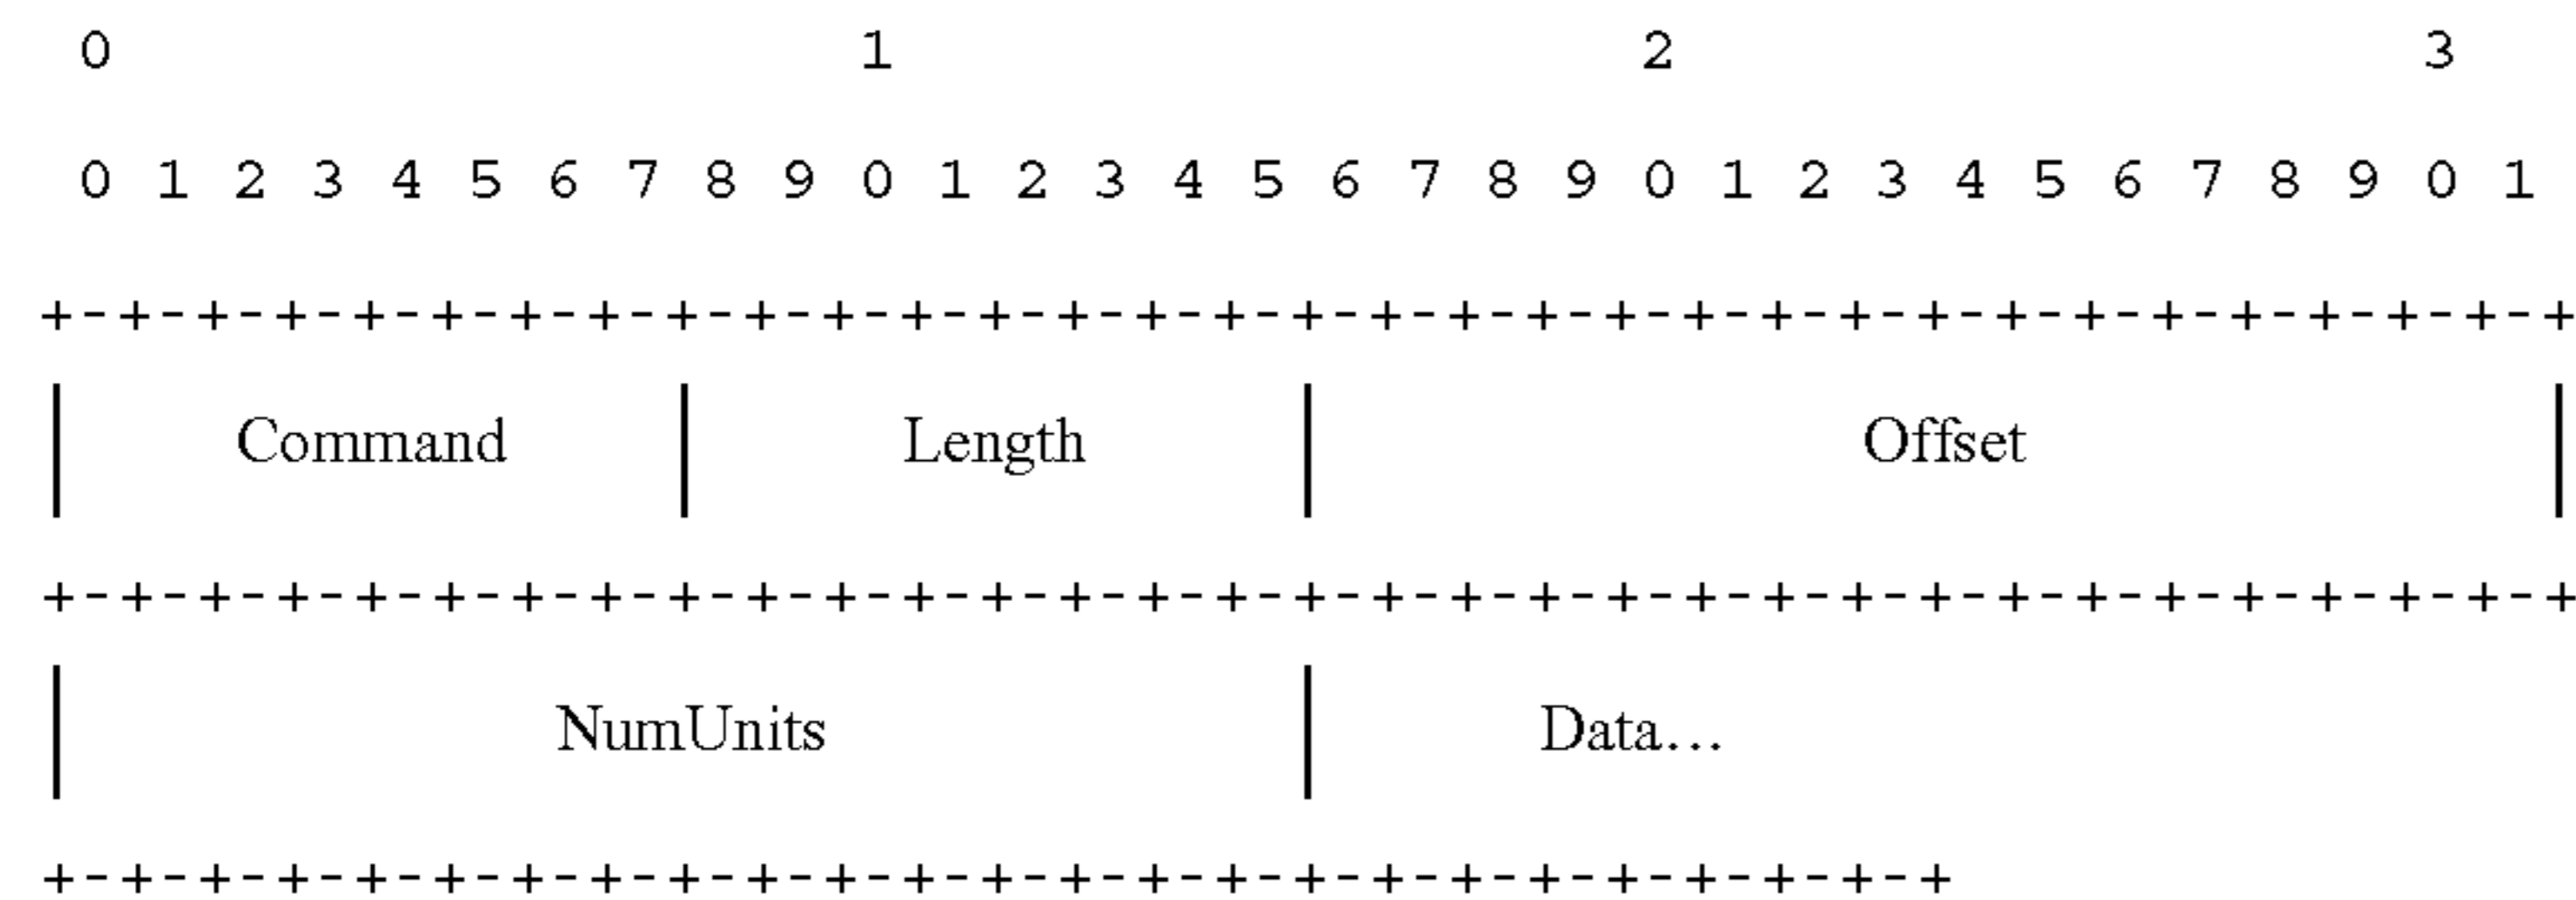 0                   1                   2                   3
0 1 2 3 4 5 6 7 8 9 0 1 2 3 4 5 6 7 8 9 0 1 2 3 4 5 6 7 8 9 0 1
+-+-+-+-+-+-+-+-+-+-+-+-+-+-+-+-+-+-+-+-+-+-+-+-+-+-+-+-+-+-+-+-+
| Command | Length | Offset |
+-+-+-+-+-+-+-+-+-+-+-+-+-+-+-+-+-+-+-+-+-+-+-+-+-+-+-+-+-+-+-+-+
| NumUnits | Data…
+-+-+-+-+-+-+-+-+-+-+-+-+-+-+-+-+-+-+-+-+-+-+-+-+